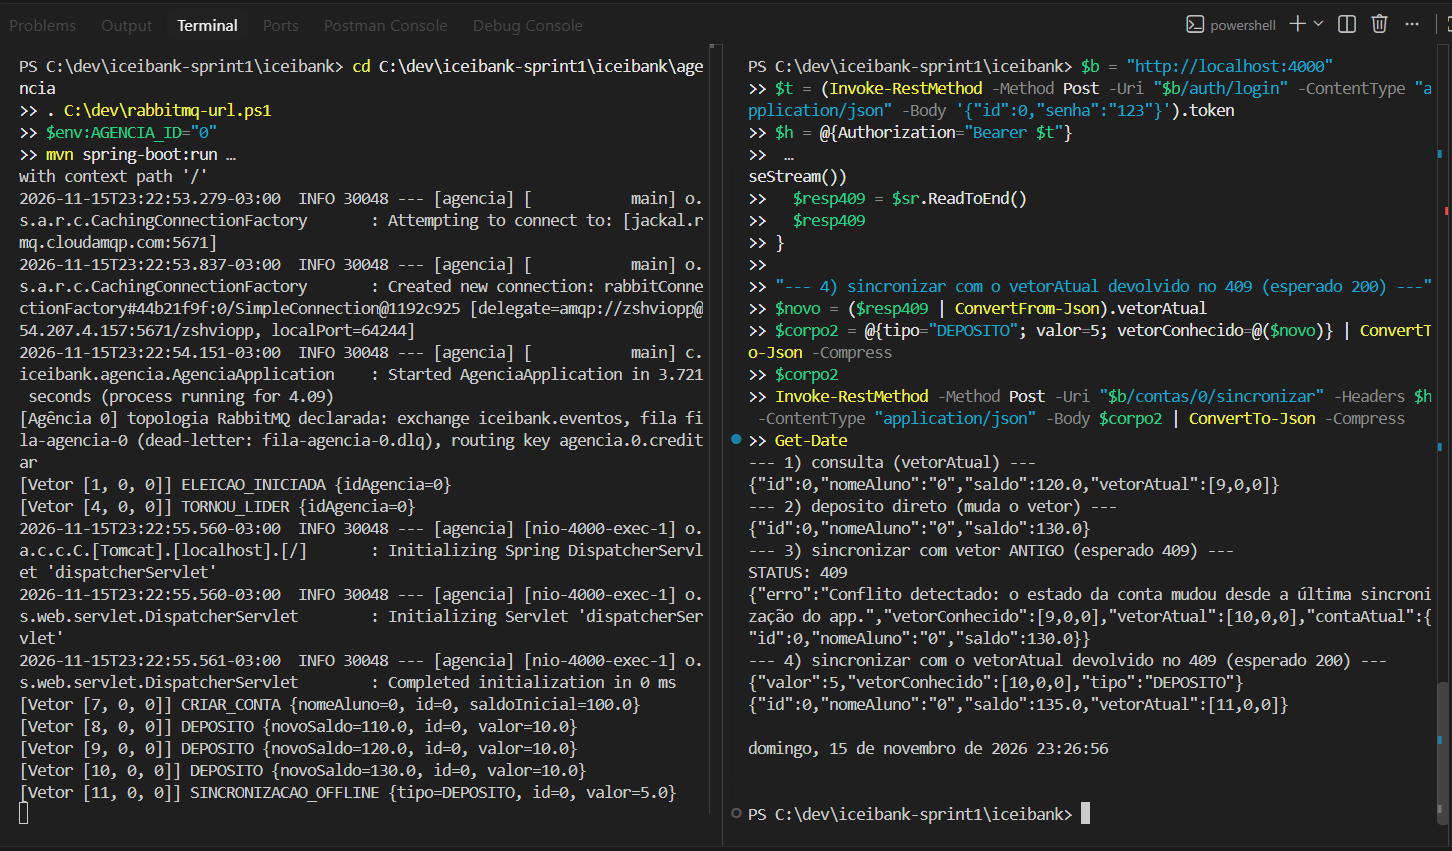 Problems Output Terminal Ports Postman Console Debug Console
powershell
PS C:\dev\iceibank-sprint1\iceibank> cd C:\dev\iceibank-sprint1\iceibank\age
ncia
>> . C:\dev\rabbitmq-url.ps1
>> $env:AGENCIA_ID="0"
>> mvn spring-boot:run …
with context path '/'
2026-11-15T23:22:53.279-03:00  INFO 30048 --- [agencia] [           main] o.
s.a.r.c.CachingConnectionFactory       : Attempting to connect to: [jackal.r
mq.cloudamqp.com:5671]
2026-11-15T23:22:53.837-03:00  INFO 30048 --- [agencia] [           main] o.
s.a.r.c.CachingConnectionFactory       : Created new connection: rabbitConne
ctionFactory#44b21f9f:0/SimpleConnection@1192c925 [delegate=amqp://zshviopp@
54.207.4.157:5671/zshviopp, localPort=64244]
2026-11-15T23:22:54.151-03:00  INFO 30048 --- [agencia] [           main] c.
iceibank.agencia.AgenciaApplication    : Started AgenciaApplication in 3.721
 seconds (process running for 4.09)
[Agência 0] topologia RabbitMQ declarada: exchange iceibank.eventos, fila fi
la-agencia-0 (dead-letter: fila-agencia-0.dlq), routing key agencia.0.credit
ar
[Vetor [1, 0, 0]] ELEICAO_INICIADA {idAgencia=0}
[Vetor [4, 0, 0]] TORNOU_LIDER {idAgencia=0}
2026-11-15T23:22:55.560-03:00  INFO 30048 --- [agencia] [nio-4000-exec-1] o.
a.c.c.C.[Tomcat].[localhost].[/]       : Initializing Spring DispatcherServl
et 'dispatcherServlet'
2026-11-15T23:22:55.560-03:00  INFO 30048 --- [agencia] [nio-4000-exec-1] o.
s.web.servlet.DispatcherServlet        : Initializing Servlet 'dispatcherSer
vlet'
2026-11-15T23:22:55.561-03:00  INFO 30048 --- [agencia] [nio-4000-exec-1] o.
s.web.servlet.DispatcherServlet        : Completed initialization in 0 ms
[Vetor [7, 0, 0]] CRIAR_CONTA {nomeAluno=0, id=0, saldoInicial=100.0}
[Vetor [8, 0, 0]] DEPOSITO {novoSaldo=110.0, id=0, valor=10.0}
[Vetor [9, 0, 0]] DEPOSITO {novoSaldo=120.0, id=0, valor=10.0}
[Vetor [10, 0, 0]] DEPOSITO {novoSaldo=130.0, id=0, valor=10.0}
[Vetor [11, 0, 0]] SINCRONIZACAO_OFFLINE {tipo=DEPOSITO, id=0, valor=5.0}
PS C:\dev\iceibank-sprint1\iceibank> $b = "http://localhost:4000"
>> $t = (Invoke-RestMethod -Method Post -Uri "$b/auth/login" -ContentType "a
pplication/json" -Body '{"id":0,"senha":"123"}').token
>> $h = @{Authorization="Bearer $t"}
>>  …
seStream())
>>   $resp409 = $sr.ReadToEnd()
>>   $resp409
>> }
>>
>> "--- 4) sincronizar com o vetorAtual devolvido no 409 (esperado 200) ---"
>> $novo = ($resp409 | ConvertFrom-Json).vetorAtual
>> $corpo2 = @{tipo="DEPOSITO"; valor=5; vetorConhecido=@($novo)} | ConvertT
o-Json -Compress
>> $corpo2
>> Invoke-RestMethod -Method Post -Uri "$b/contas/0/sincronizar" -Headers $h
 -ContentType "application/json" -Body $corpo2 | ConvertTo-Json -Compress
>> Get-Date
--- 1) consulta (vetorAtual) ---
{"id":0,"nomeAluno":"0","saldo":120.0,"vetorAtual":[9,0,0]}
--- 2) deposito direto (muda o vetor) ---
{"id":0,"nomeAluno":"0","saldo":130.0}
--- 3) sincronizar com vetor ANTIGO (esperado 409) ---
STATUS: 409
{"erro":"Conflito detectado: o estado da conta mudou desde a última sincroni
zação do app.","vetorConhecido":[9,0,0],"vetorAtual":[10,0,0],"contaAtual":{
"id":0,"nomeAluno":"0","saldo":130.0}}
--- 4) sincronizar com o vetorAtual devolvido no 409 (esperado 200) ---
{"valor":5,"vetorConhecido":[10,0,0],"tipo":"DEPOSITO"}
{"id":0,"nomeAluno":"0","saldo":135.0,"vetorAtual":[11,0,0]}
domingo, 15 de novembro de 2026 23:26:56
PS C:\dev\iceibank-sprint1\iceibank>